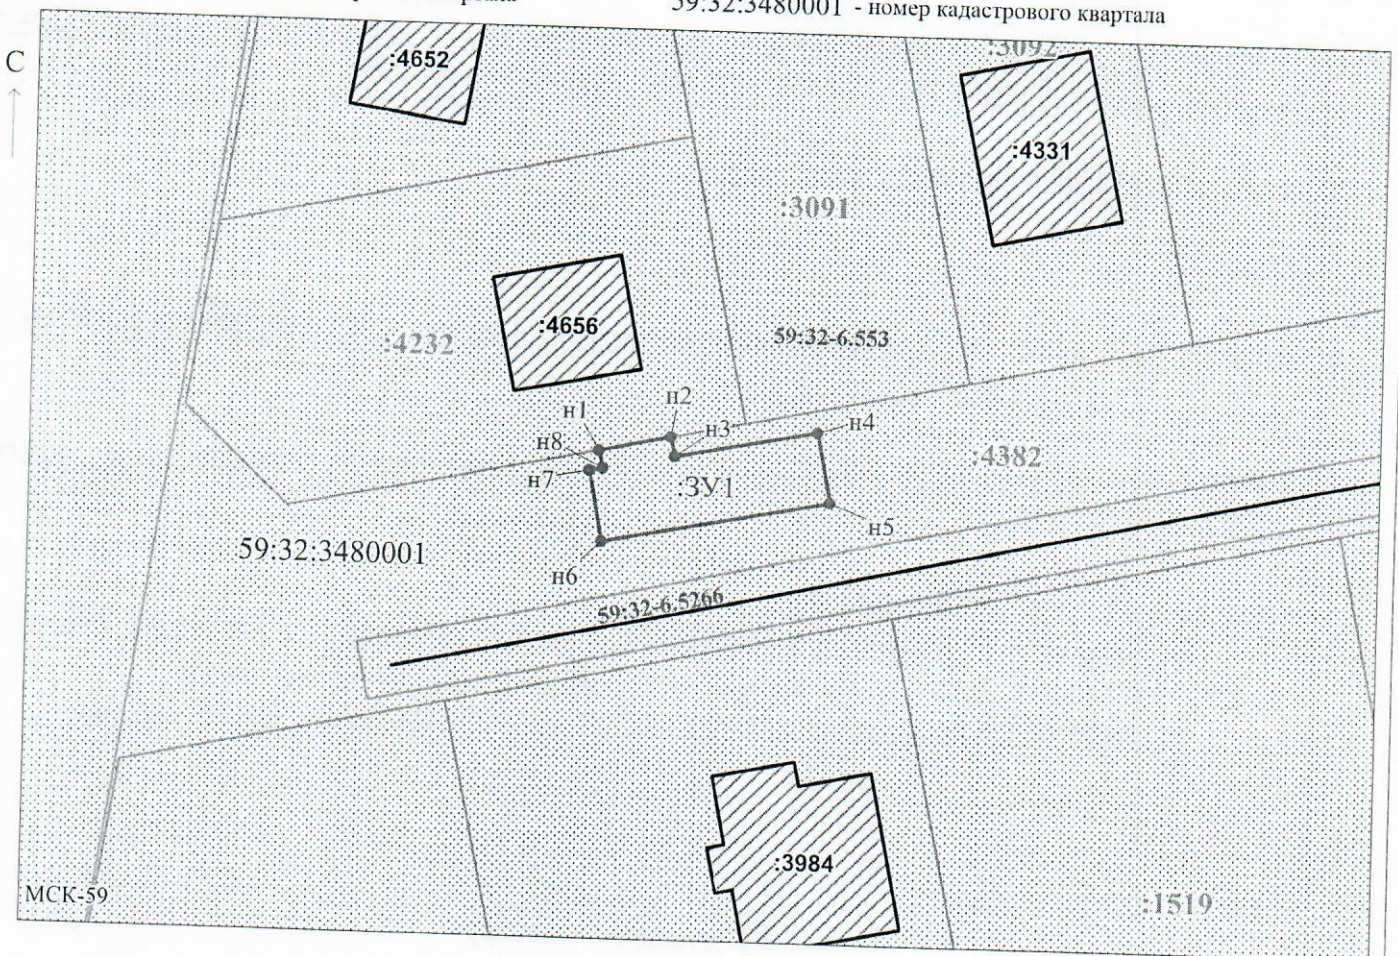 59:32:3480001 - номер кадастрового квартала
С
:4652
:3092
:4331
:3091
:4656
:4232
59:32-6.553
н1
н2
н3
н4
н8
н7
:4382
:ЗУ1
н5
59:32:3480001
н6
59:32-6.5266
:3984
МСК-59
:1519